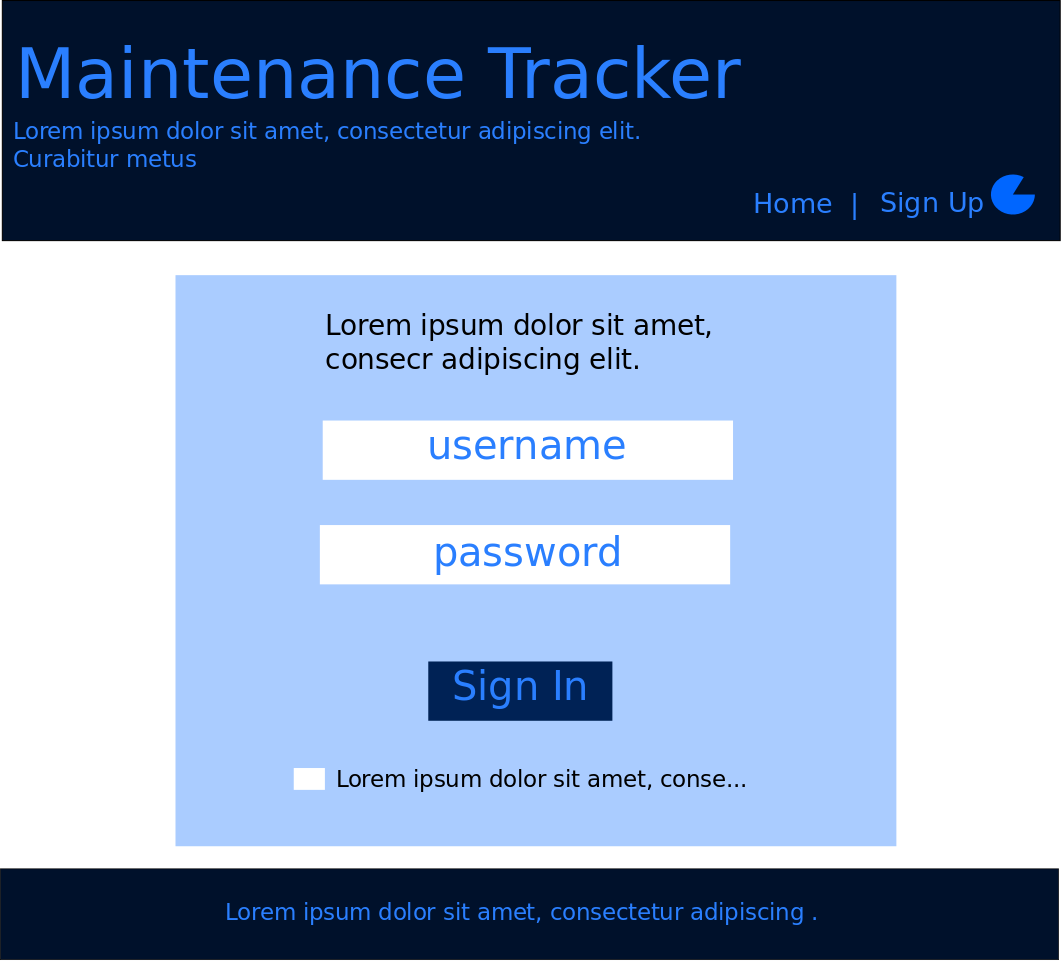 Maintenance Tracker
Lorem ipsum dolor sit amet, consectetur adipiscing elit.
Curabitur metus
Home | Sign Up
Lorem ipsum dolor sit amet,
consecr adipiscing elit.
username
password
Sign In
Lorem ipsum dolor sit amet, conse...
Lorem ipsum dolor sit amet, consectetur adipiscing .